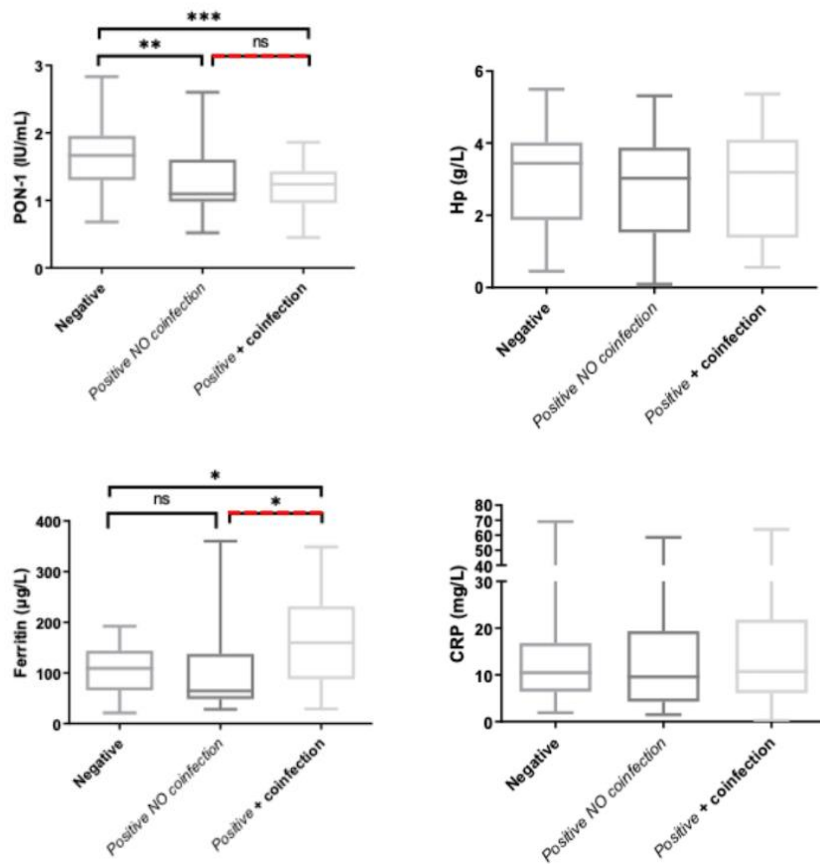 ***
** ns
PON-1 (IU/mL)
3
2
1
0
Negative
Positive NO coinfection
Positive + coinfection
Hp (g/L)
6
4
2
0
Negative
Positive NO coinfection
Positive + coinfection
*
ns *
Ferritin (µg/L)
400
300
200
100
0
Negative
Positive NO coinfection
Positive + coinfection
CRP (mg/L)
80
70
60
50
40
30
20
10
0
Negative
Positive NO coinfection
Positive + coinfection